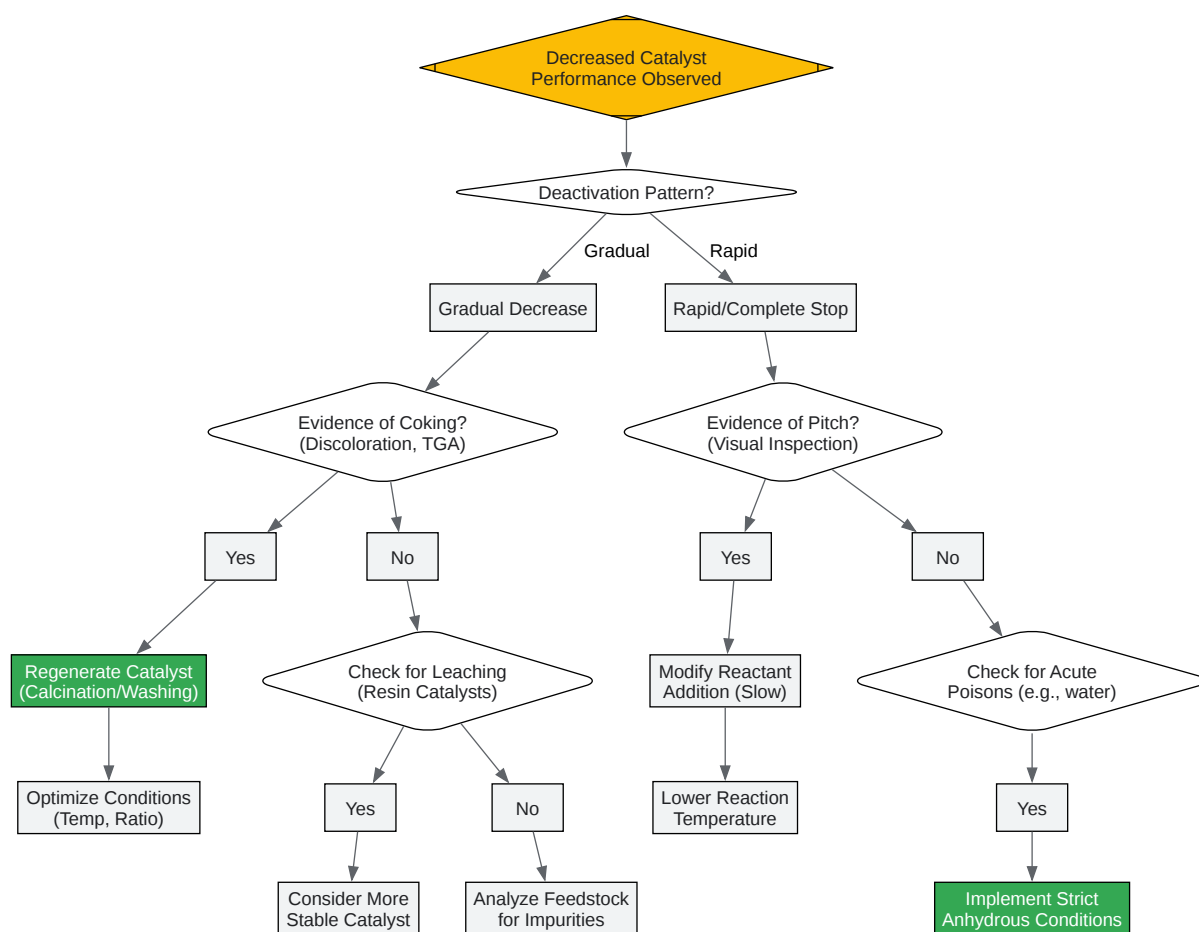 Decreased Catalyst
Performance Observed
Deactivation Pattern?
Gradual
Rapid
Gradual Decrease
Rapid/Complete Stop
Evidence of Coking?
(Discoloration, TGA)
Evidence of Pitch?
(Visual Inspection)
Yes
No
Yes
No
Regenerate Catalyst
(Calcination/Washing)
Check for Leaching
(Resin Catalysts)
Modify Reactant
Addition (Slow)
Check for Acute
Poisons (e.g., water)
Optimize Conditions
(Temp, Ratio)
Yes
No
Lower Reaction
Temperature
Yes
Consider More
Stable Catalyst
Analyze Feedstock
for Impurities
Implement Strict
Anhydrous Conditions